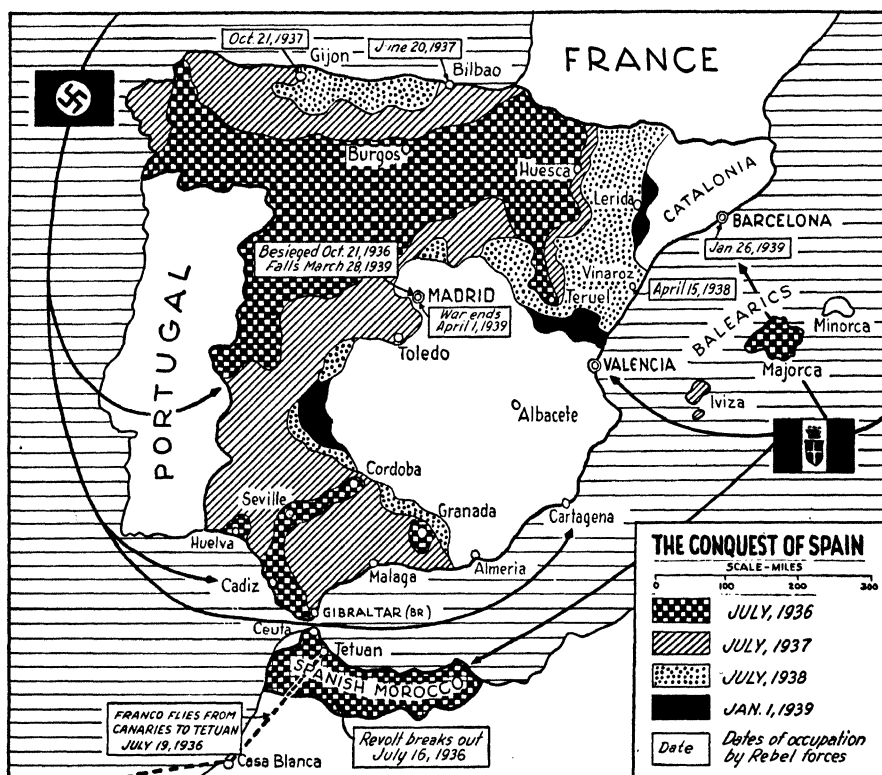 Oct. 21, 1937
June 20, 1937
Gijon
Bilbao
FRANCE
Burgos
Huesca
Lerida
CATALONIA
BARCELONA
Jan 26, 1939
Besieged Oct. 21, 1936
Falls March 28, 1939
Vinaroz
Teruel
April 15, 1938
MADRID
War ends
April 1, 1939
BALEARICS
Minorca
Majorca
Iviza
Toledo
VALENCIA
PORTUGAL
Albacete
Cordoba
Seville
Granada
Cartagena
Huelva
Cadiz
Malaga
Almeria
GIBRALTAR (BR)
Ceuta
Tetuan
SPANISH MOROCCO
FRANCO FLIES FROM
CANARIES TO TETUAN
JULY 19, 1936
Revolt breaks out
July 16, 1936
Casa Blanca
THE CONQUEST OF SPAIN
SCALE-MILES
0 100 200 300
JULY, 1936
JULY, 1937
JULY, 1938
JAN. 1, 1939
Date
Dates of occupation
by Rebel forces